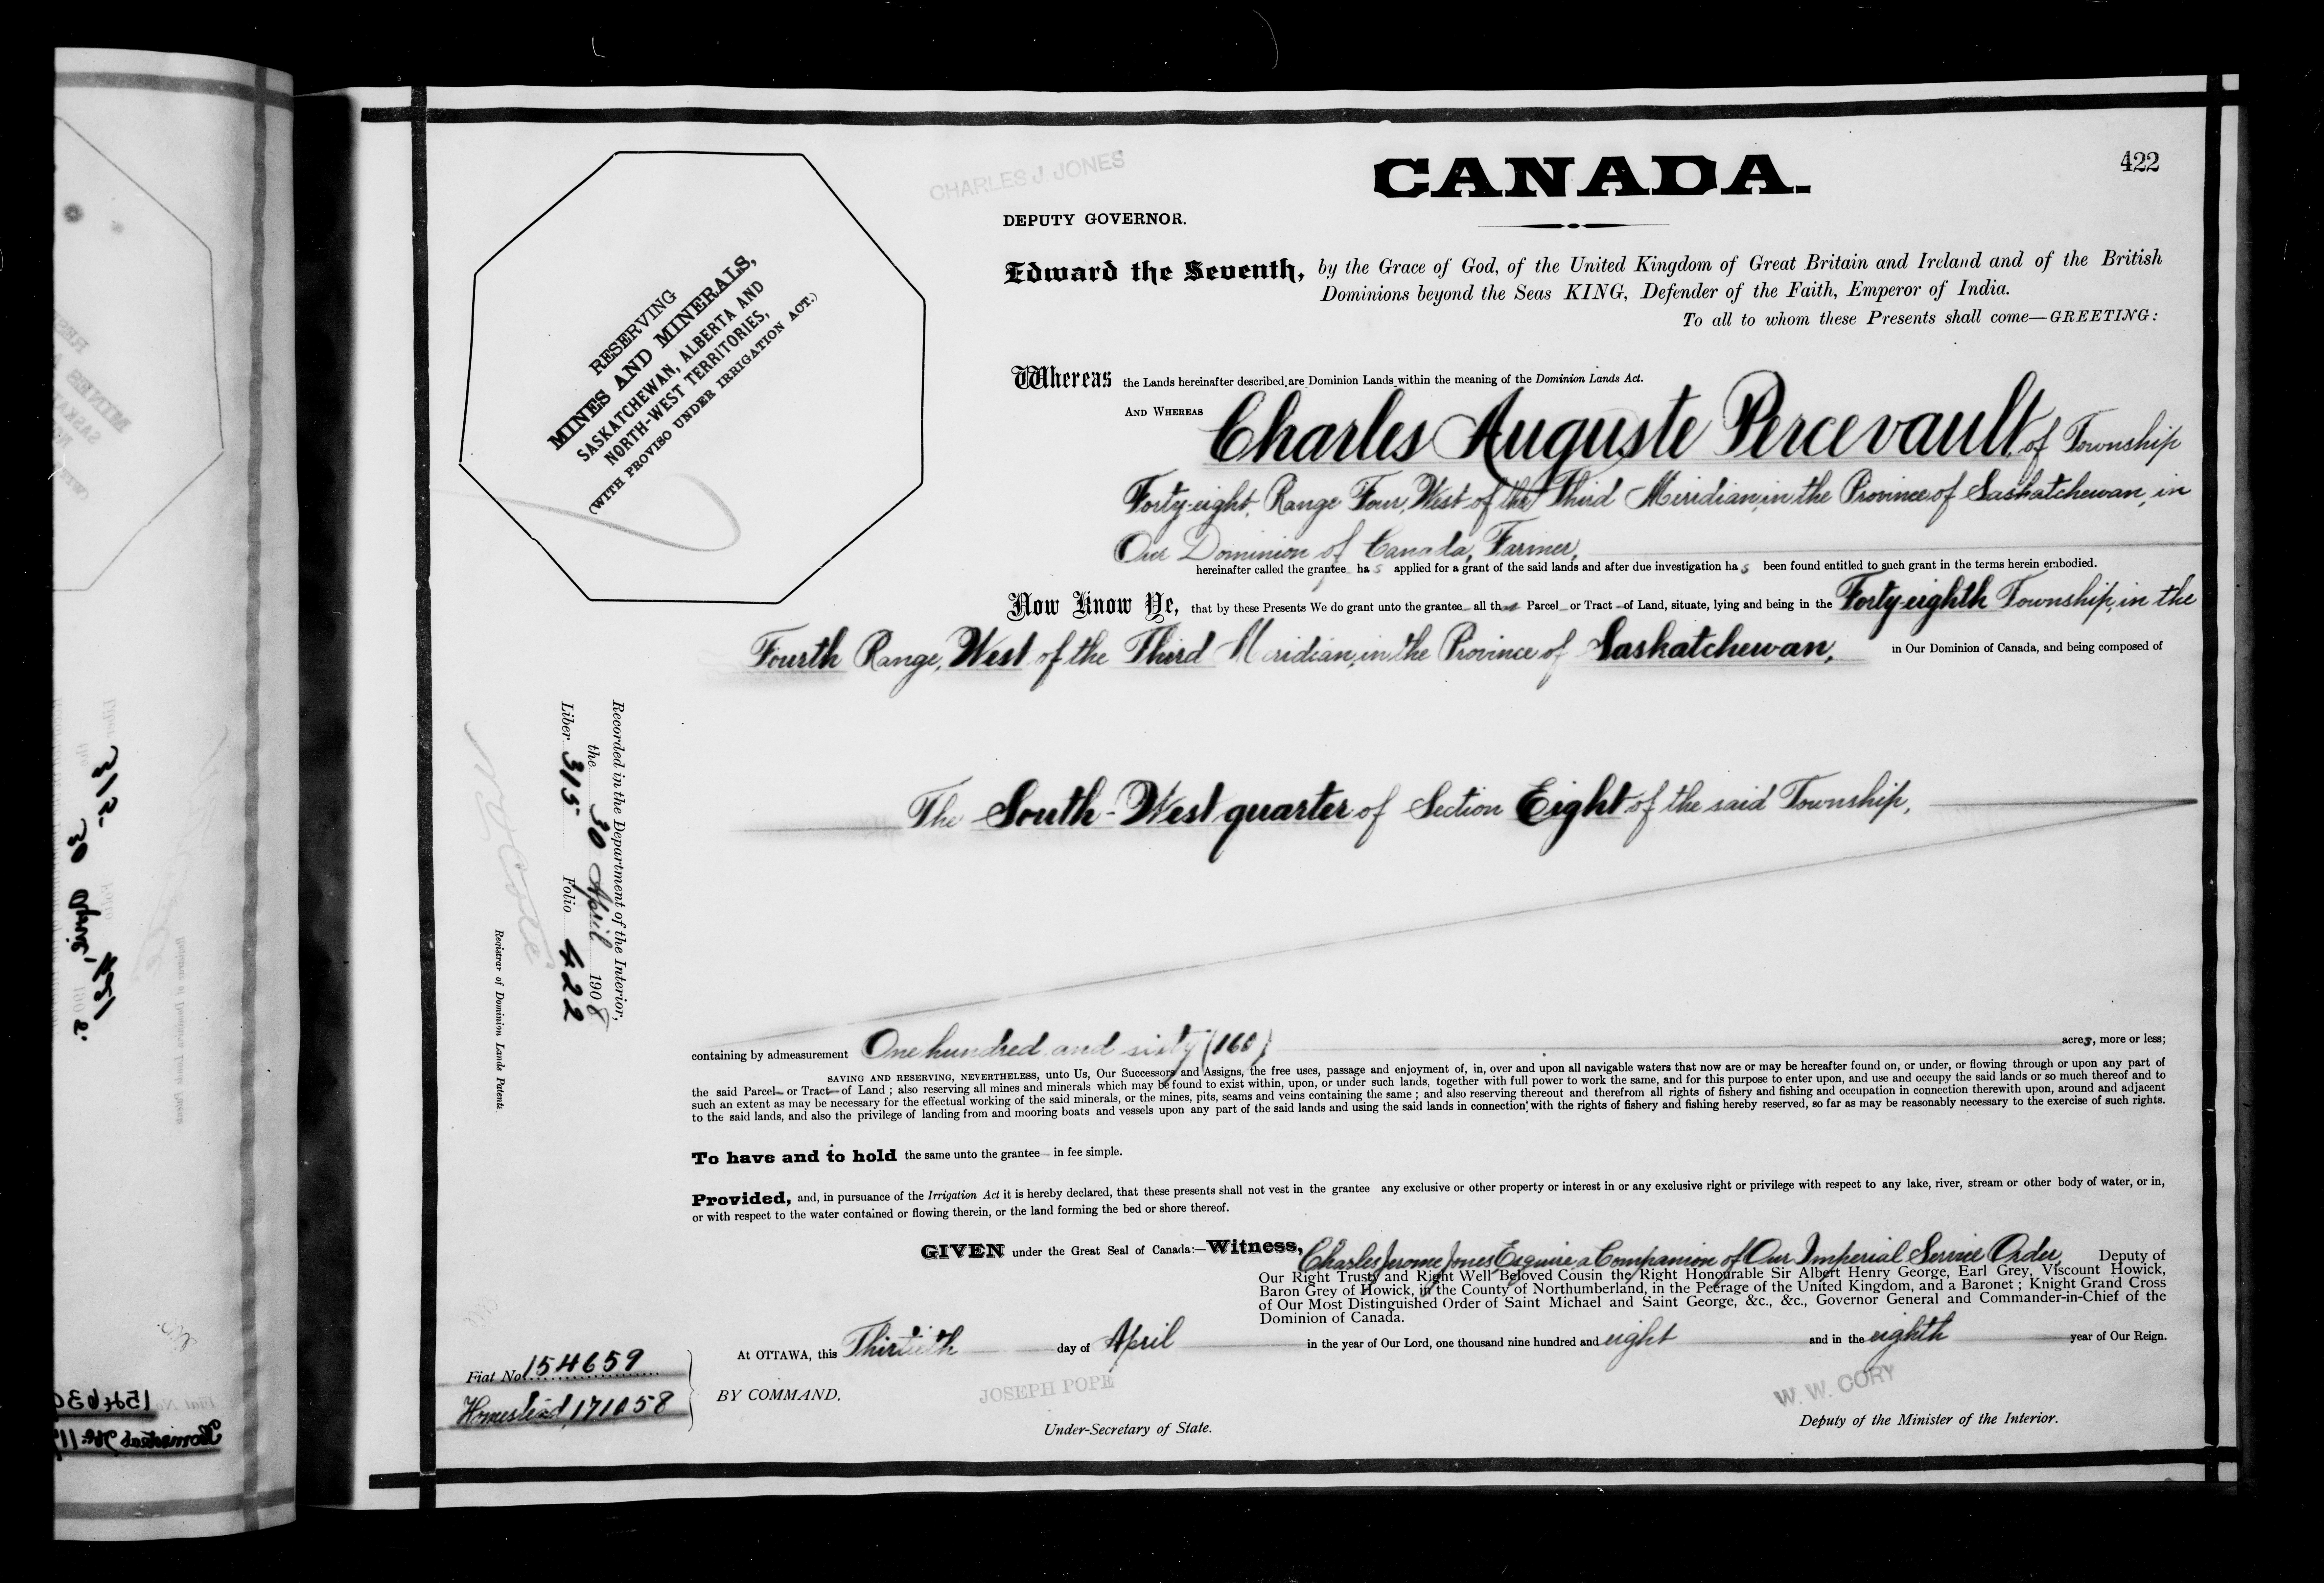 422
CHARLES J. JONES
CANADA.
DEPUTY GOVERNOR.
Edward the Seventh, by the Grace of God, of the United Kingdom of Great Britain and Ireland and of the British
Dominions beyond the Seas KING, Defender of the Faith, Emperor of India.
To all to whom these Presents shall come—GREETING:
RESERVING
MINES AND MINERALS,
SASKATCHEWAN, ALBERTA AND
NORTH-WEST TERRITORIES,
(WITH PROVISO UNDER IRRIGATION ACT.)
Whereas the Lands hereinafter described are Dominion Lands within the meaning of the Dominion Lands Act.
AND WHEREAS Charles Auguste Percevault of Township
Forty-eight, Range Four, West of the Third Meridian, in the Province of Saskatchewan, in
Our Dominion of Canada, Farmer,
hereinafter called the grantee has applied for a grant of the said lands and after due investigation has been found entitled to such grant in the terms herein embodied.
Now Know Ye, that by these Presents We do grant unto the grantee all that Parcel or Tract of Land, situate, lying and being in the Forty-eighth Township, in the
Fourth Range, West of the Third Meridian, in the Province of Saskatchewan, in Our Dominion of Canada, and being composed of
The South-West quarter of Section Eight of the said Township,
Recorded in the Department of the Interior,
the 30 April 1908
Liber 315 Folio 422
Registrar of Dominion Lands Patents
containing by admeasurement One hundred and sixty (160) acres, more or less;
SAVING AND RESERVING, NEVERTHELESS, unto Us, Our Successors and Assigns, the free uses, passage and enjoyment of, in, over and upon all navigable waters that now are or may be hereafter found on, or under, or flowing through or upon any part of
the said Parcel or Tract of Land; also reserving all mines and minerals which may be found to exist within, upon, or under such lands, together with full power to work the same, and for this purpose to enter upon, and use and occupy the said lands or so much thereof and to
such an extent as may be necessary for the effectual working of the said minerals, or the mines, pits, seams and veins containing the same; and also reserving thereout and therefrom all rights of fishery and fishing and occupation in connection therewith upon, around and adjacent
to the said lands, and also the privilege of landing from and mooring boats and vessels upon any part of the said lands and using the said lands in connection with the rights of fishery and fishing hereby reserved, so far as may be reasonably necessary to the exercise of such rights.
To have and to hold the same unto the grantee in fee simple.
Provided, and, in pursuance of the Irrigation Act it is hereby declared, that these presents shall not vest in the grantee any exclusive or other property or interest in or any exclusive right or privilege with respect to any lake, river, stream or other body of water, or in,
or with respect to the water contained or flowing therein, or the land forming the bed or shore thereof.
GIVEN under the Great Seal of Canada:—Witness, Charles Jerome Jones Esquire a Companion of Our Imperial Service Order, Deputy of
Our Right Trusty and Right Well Beloved Cousin the Right Honourable Sir Albert Henry George, Earl Grey, Viscount Howick,
Baron Grey of Howick, in the County of Northumberland, in the Peerage of the United Kingdom, and a Baronet; Knight Grand Cross
of Our Most Distinguished Order of Saint Michael and Saint George, &c., &c., Governor General and Commander-in-Chief of the
Dominion of Canada.
At OTTAWA, this Thirtieth day of April in the year of Our Lord, one thousand nine hundred and eight and in the eighth year of Our Reign.
Fiat No 154659
Homestead, 171058
BY COMMAND,
JOSEPH POPE
Under-Secretary of State.
W. W. CORY
Deputy of the Minister of the Interior.